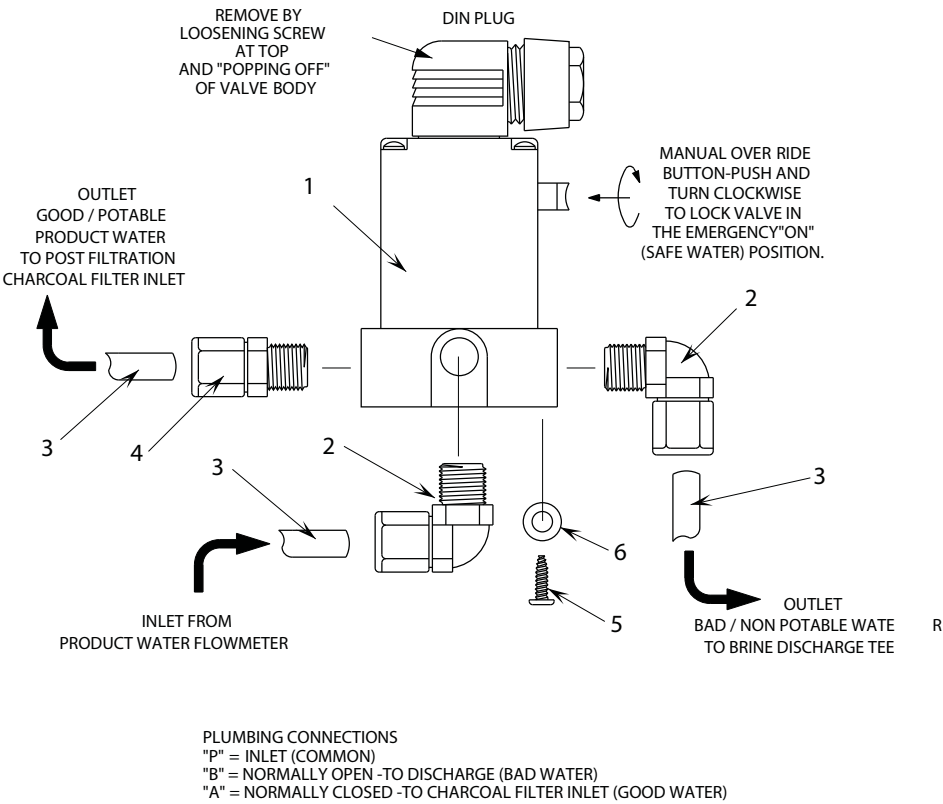 REMOVE BY
LOOSENING SCREW
AT TOP
AND "POPPING OFF"
OF VALVE BODY
DIN PLUG
MANUAL OVER RIDE
BUTTON-PUSH AND
TURN CLOCKWISE
TO LOCK VALVE IN
THE EMERGENCY"ON"
(SAFE WATER) POSITION.
1
OUTLET
GOOD / POTABLE
PRODUCT WATER
TO POST FILTRATION
CHARCOAL FILTER INLET
2
3
4
2
3
3
6
5
INLET FROM
PRODUCT WATER FLOWMETER
OUTLET
BAD / NON POTABLE WATE R
TO BRINE DISCHARGE TEE
PLUMBING CONNECTIONS
"P" = INLET (COMMON)
"B" = NORMALLY OPEN -TO DISCHARGE (BAD WATER)
"A" = NORMALLY CLOSED -TO CHARCOAL FILTER INLET (GOOD WATER)